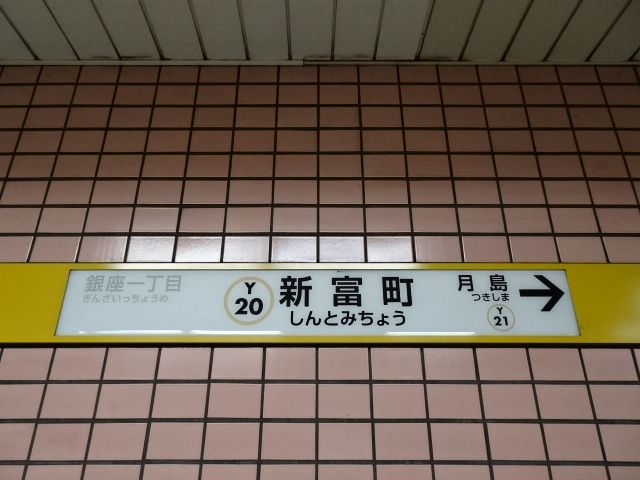 銀座一丁目
ぎんざいっちょうめ
Y
20
新富町
しんとみちょう
月島
つきしま
Y
21